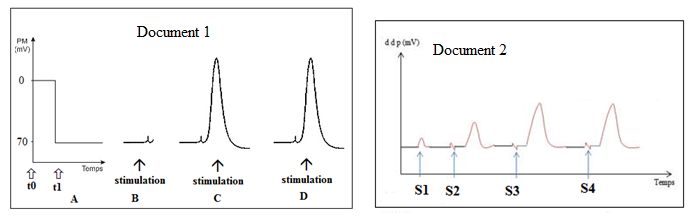 Document 1
PM
(mV)
0
70
Temps
t0 t1
stimulation stimulation stimulation
A B C D
Document 2
d d p (mV)
Temps
S1 S2 S3 S4